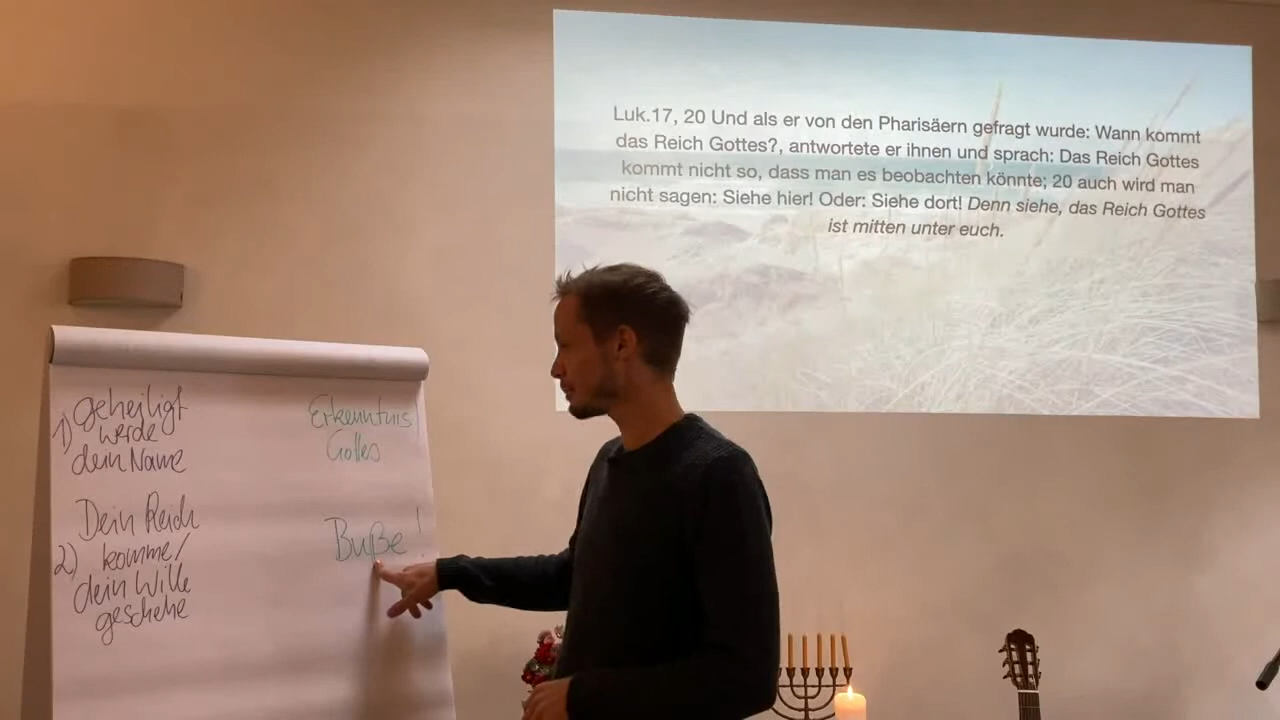 Luk.17, 20 Und als er von den Pharisäern gefragt wurde: Wann kommt
das Reich Gottes?, antwortete er ihnen und sprach: Das Reich Gottes
kommt nicht so, dass man es beobachten könnte; 20 auch wird man
nicht sagen: Siehe hier! Oder: Siehe dort! Denn siehe, das Reich Gottes
ist mitten unter euch.
1) geheiligt
werde
dein Name
Erkenntnis
Gottes
Dein Reich
2) komme/
dein Wille
geschehe
Buße!